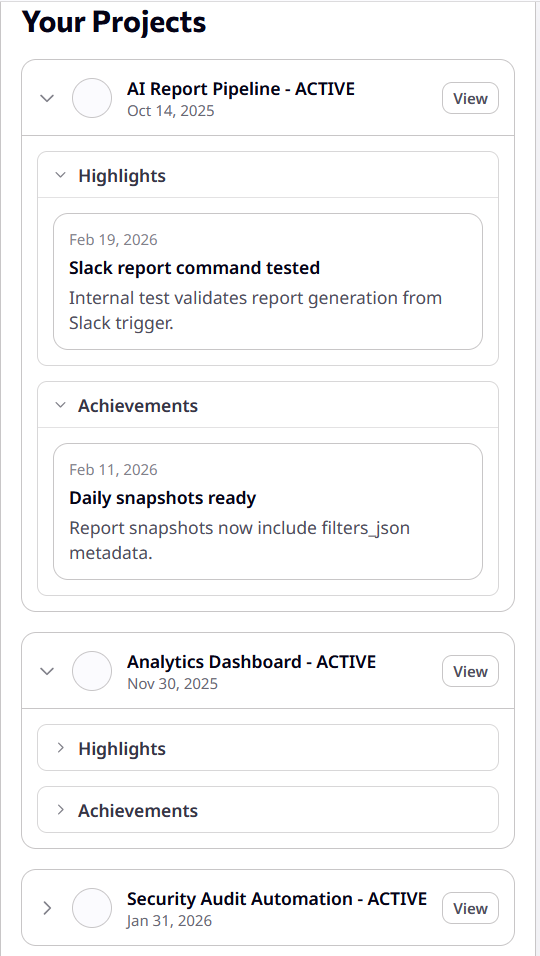 Your Projects
AI Report Pipeline - ACTIVE
Oct 14, 2025
View
Highlights
Feb 19, 2026
Slack report command tested
Internal test validates report generation from
Slack trigger.
Achievements
Feb 11, 2026
Daily snapshots ready
Report snapshots now include filters_json
metadata.
Analytics Dashboard - ACTIVE
Nov 30, 2025
View
Highlights
Achievements
Security Audit Automation - ACTIVE
Jan 31, 2026
View